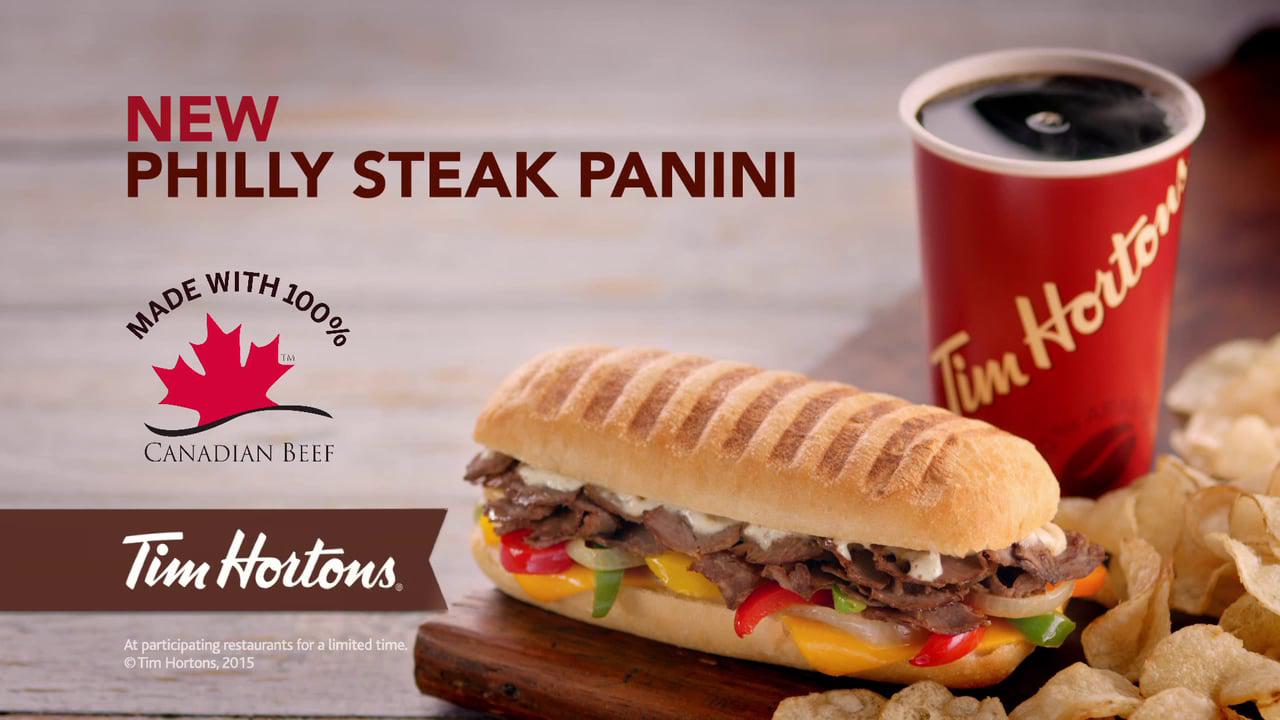 NEW
PHILLY STEAK PANINI
MADE WITH 100%
TM
CANADIAN BEEF
Tim Hortons®
At participating restaurants for a limited time.
© Tim Hortons, 2015
Tim Hortons